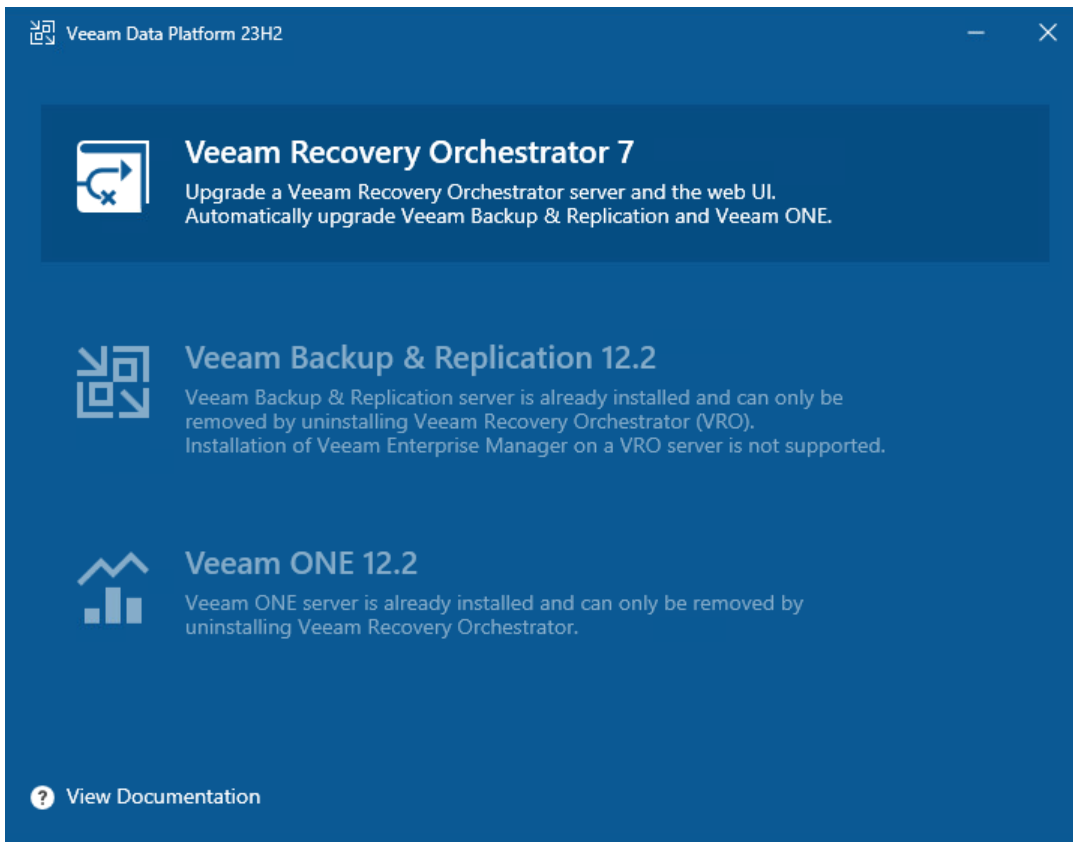 Veeam Data Platform 23H2
Veeam Recovery Orchestrator 7
Upgrade a Veeam Recovery Orchestrator server and the web UI.
Automatically upgrade Veeam Backup & Replication and Veeam ONE.
Veeam Backup & Replication 12.2
Veeam Backup & Replication server is already installed and can only be
removed by uninstalling Veeam Recovery Orchestrator (VRO).
Installation of Veeam Enterprise Manager on a VRO server is not supported.
Veeam ONE 12.2
Veeam ONE server is already installed and can only be removed by
uninstalling Veeam Recovery Orchestrator.
? View Documentation